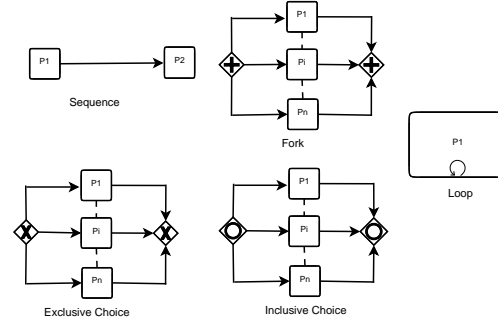 P1
P2
Sequence
P1
Pi
Pn
Fork
P1
Loop
P1
Pi
Pn
X
X
Exclusive Choice
P1
Pi
Pn
Inclusive Choice